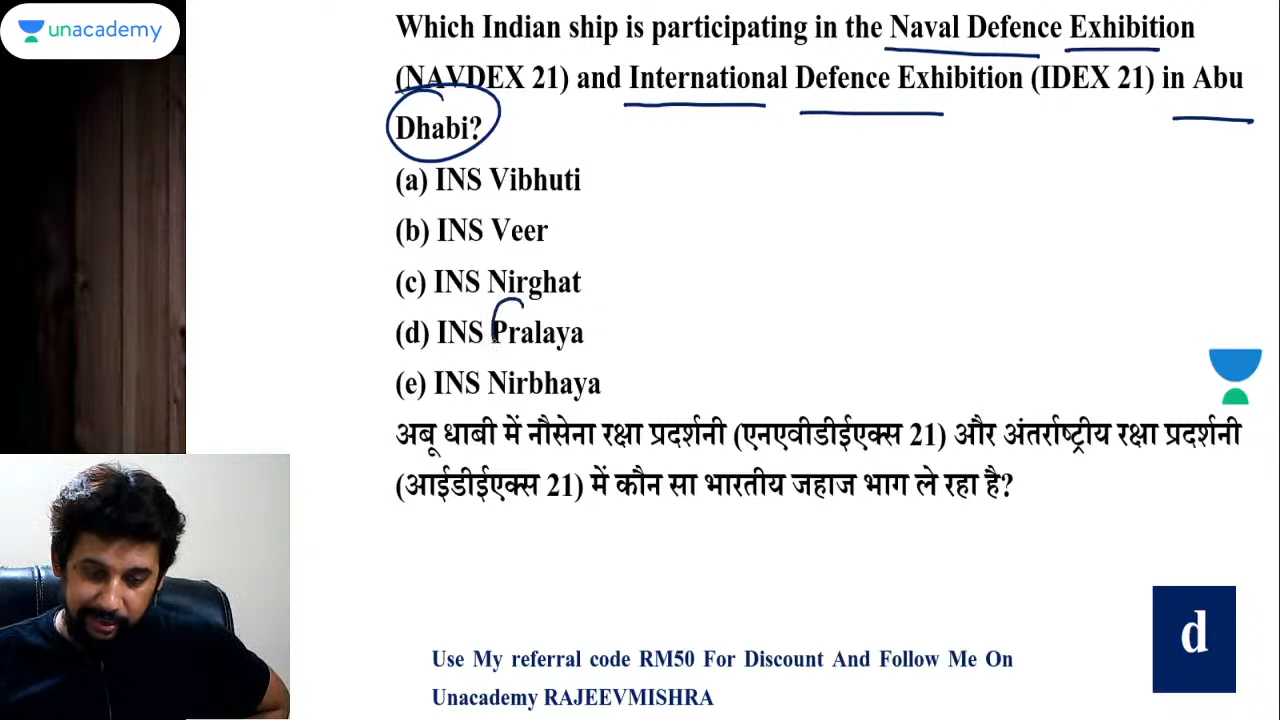 unacademy
Which Indian ship is participating in the Naval Defence Exhibition
(NAVDEX 21) and International Defence Exhibition (IDEX 21) in Abu
Dhabi?
(a) INS Vibhuti
(b) INS Veer
(c) INS Nirghat
(d) INS Pralaya
(e) INS Nirbhaya
अबू धाबी में नौसेना रक्षा प्रदर्शनी (एनएवीडीईएक्स 21) और अंतर्राष्ट्रीय रक्षा प्रदर्शनी
(आईडीईएक्स 21) में कौन सा भारतीय जहाज भाग ले रहा है?
d
Use My referral code RM50 For Discount And Follow Me On
Unacademy RAJEEVMISHRA